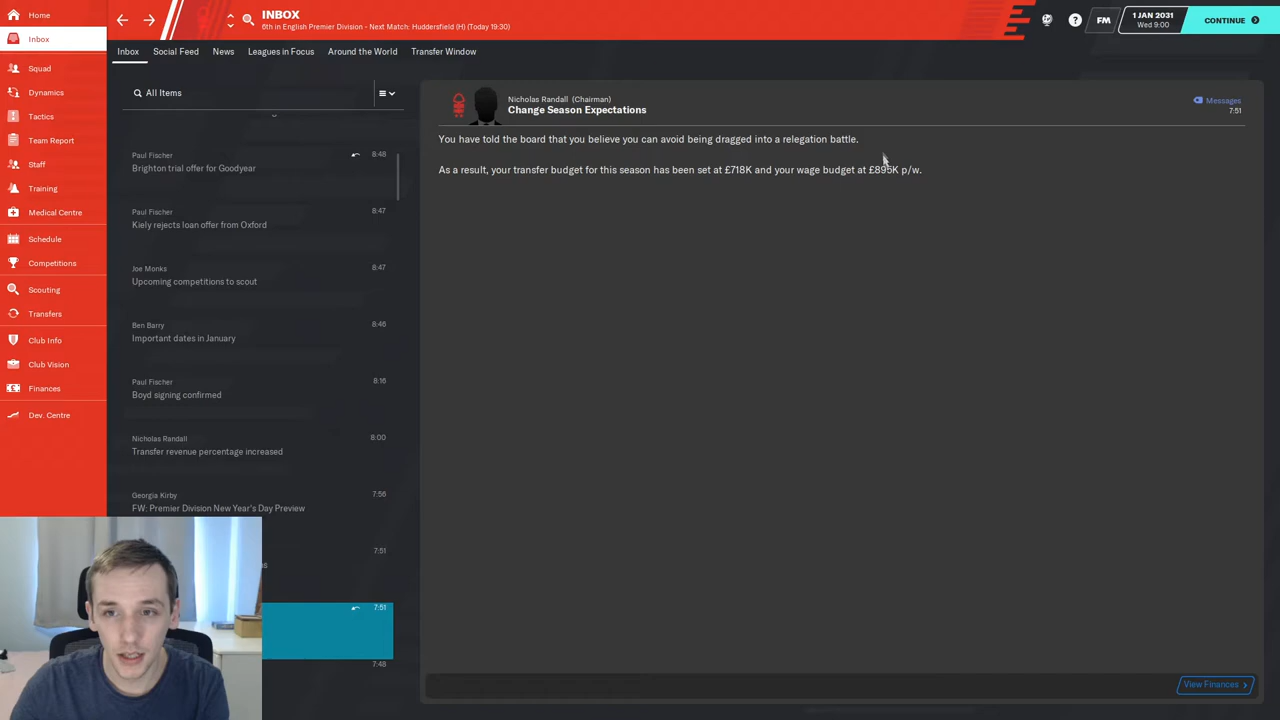 Home
Inbox
Squad
Dynamics
Tactics
Team Report
Staff
Training
Medical Centre
Schedule
Competitions
Scouting
Transfers
Club Info
Club Vision
Finances
Dev. Centre
INBOX
6th in English Premier Division - Next Match: Huddersfield (H) (Today 19:30)
?
FM
1 JAN 2031
Wed 9:00
CONTINUE
Inbox
Social Feed
News
Leagues in Focus
Around the World
Transfer Window
All Items
Paul Fischer
8:48
Brighton trial offer for Goodyear
Paul Fischer
8:47
Kiely rejects loan offer from Oxford
Joe Monks
8:47
Upcoming competitions to scout
Ben Barry
8:46
Important dates in January
Paul Fischer
8:16
Boyd signing confirmed
Nicholas Randall
8:00
Transfer revenue percentage increased
Georgia Kirby
7:56
FW: Premier Division New Year's Day Preview
7:51
ns
7:51
7:48
Nicholas Randall (Chairman)
Change Season Expectations
Messages
7:51
You have told the board that you believe you can avoid being dragged into a relegation battle.
As a result, your transfer budget for this season has been set at £718K and your wage budget at £895K p/w.
View Finances